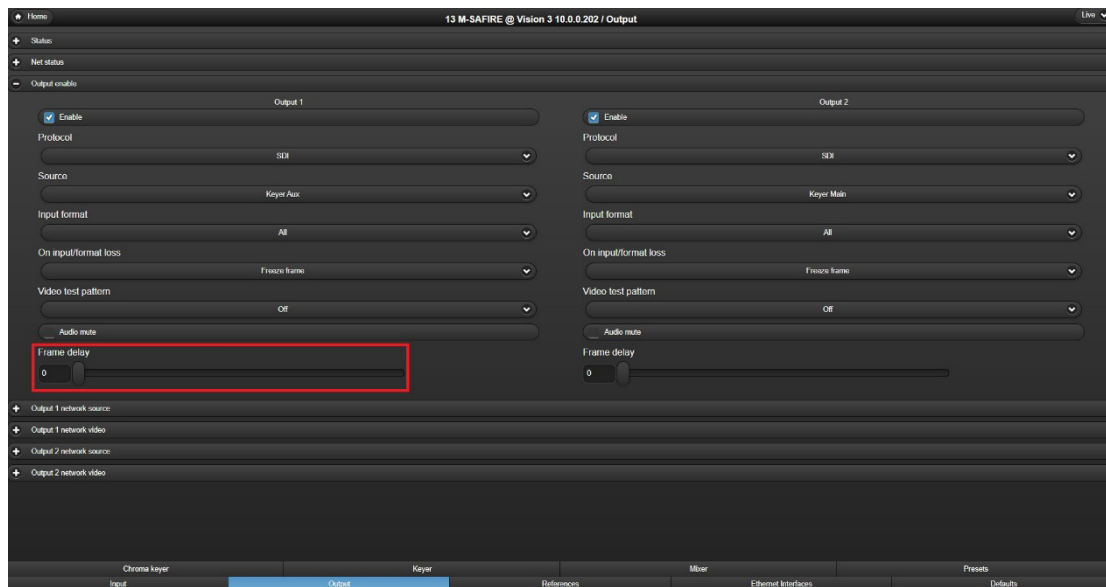 Home
13 M-SAFIRE @ Vision 3 10.0.0.202 / Output
Live
Status
Net status
Output enable
Output 1
Output 2
Enable
Enable
Protocol
Protocol
SDI
SDI
Source
Source
Keyer Aux
Keyer Main
Input format
Input format
All
All
On input/format loss
On input/format loss
Freeze frame
Freeze frame
Video test pattern
Video test pattern
Off
Off
Audio mute
Audio mute
Frame delay
Frame delay
0
0
Output 1 network source
Output 1 network video
Output 2 network source
Output 2 network video
Chroma keyer
Keyer
Mixer
Presets
Input
Output
References
Ethernet Interfaces
Defaults